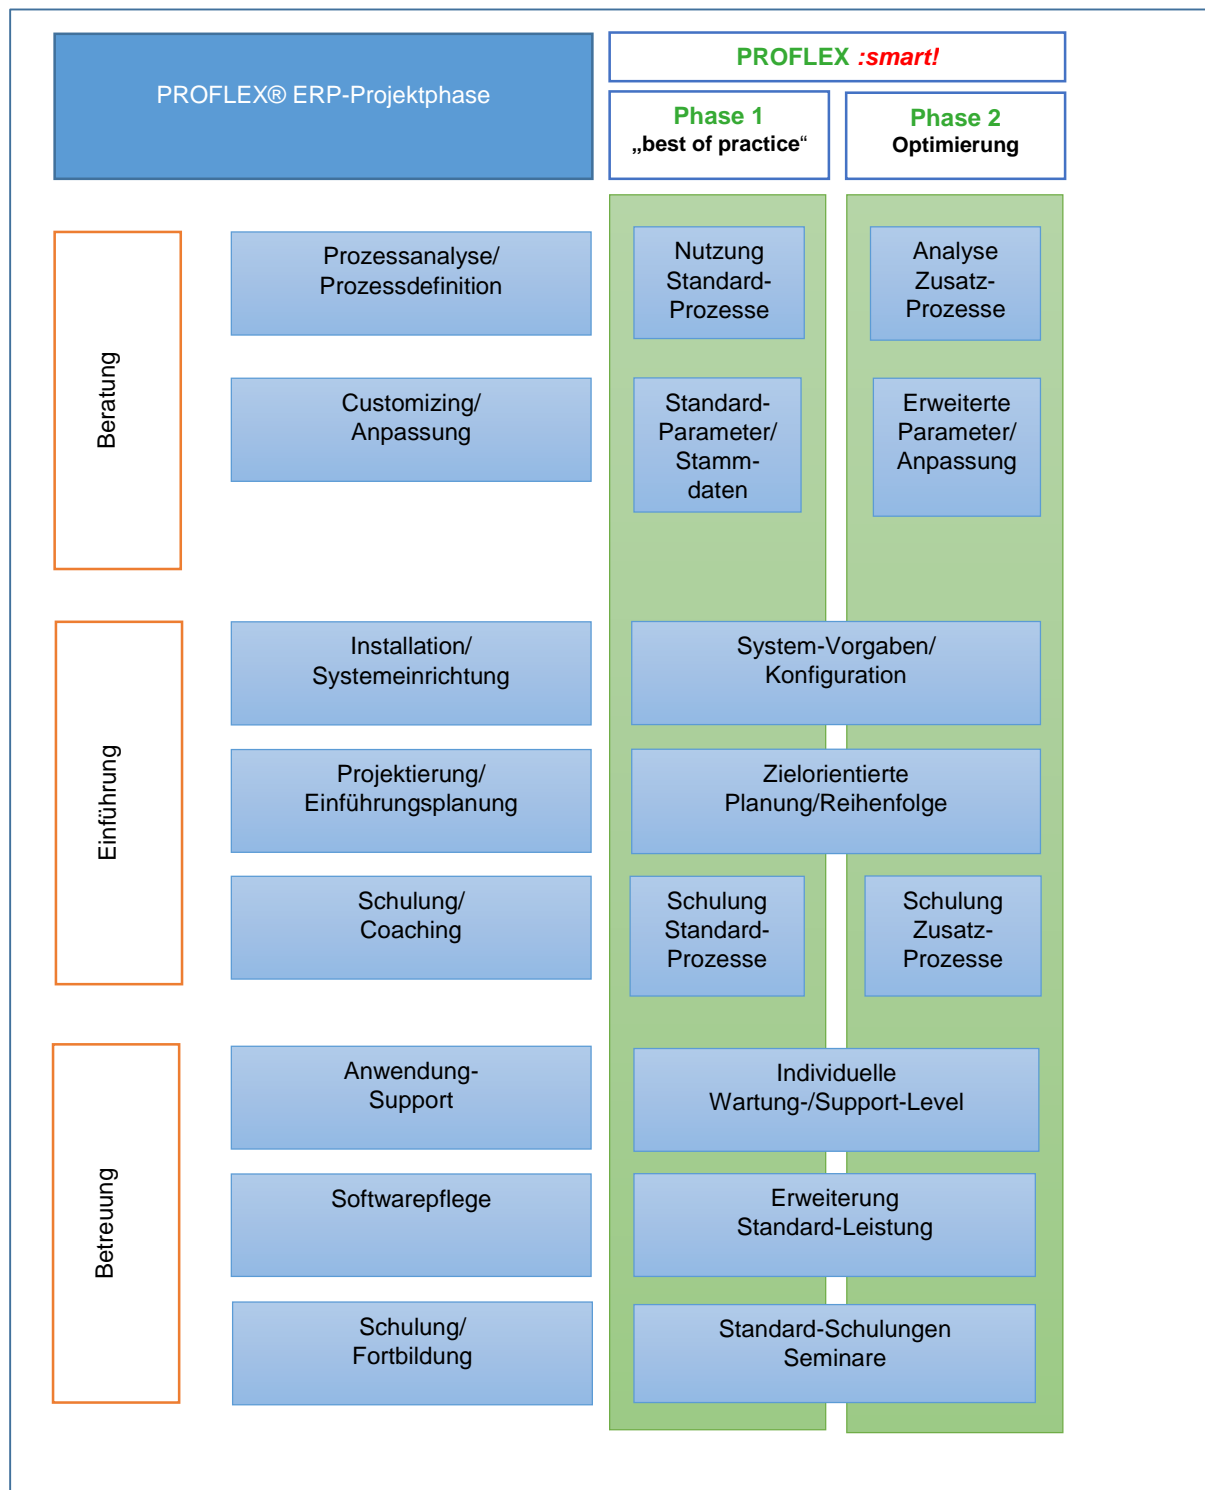 PROFLEX® ERP-Projektphase
PROFLEX :smart!
Phase 1
„best of practice“
Phase 2
Optimierung
Beratung
Prozessanalyse/
Prozessdefinition
Nutzung
Standard-
Prozesse
Analyse
Zusatz-
Prozesse
Customizing/
Anpassung
Standard-
Parameter/
Stamm-
daten
Erweiterte
Parameter/
Anpassung
Einführung
Installation/
Systemeinrichtung
System-Vorgaben/
Konfiguration
Projektierung/
Einführungsplanung
Zielorientierte
Planung/Reihenfolge
Schulung/
Coaching
Schulung
Standard-
Prozesse
Schulung
Zusatz-
Prozesse
Betreuung
Anwendung-
Support
Individuelle
Wartung-/Support-Level
Softwarepflege
Erweiterung
Standard-Leistung
Schulung/
Fortbildung
Standard-Schulungen
Seminare